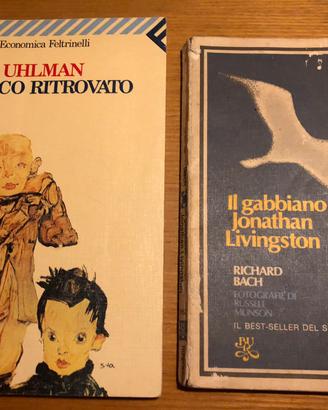 Economica Feltrinelli
UHLMAN
CO RITROVATO
Il gabbiano
Jonathan
Livingston
RICHARD
BACH
FOTOGRAFIE DI
RUSSELL
MUNSON
IL BEST-SELLER DEL S
BUR